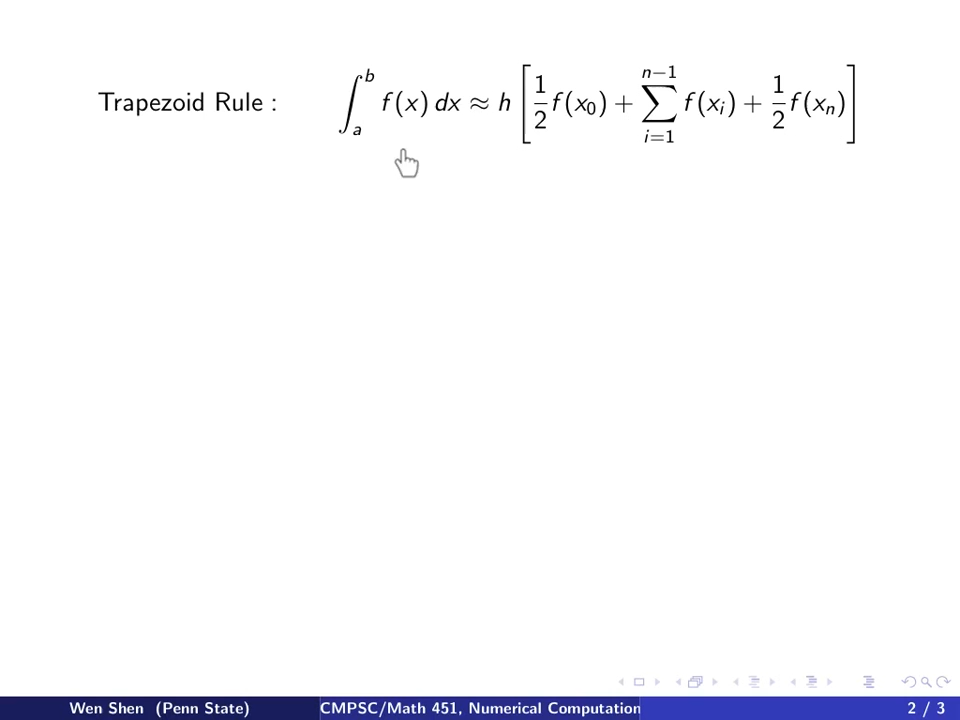 Trapezoid Rule : ∫_a^b f(x) dx ≈ h [ 1/2 f(x_0) + ∑_{i=1}^{n−1} f(x_i) + 1/2 f(x_n) ]
Wen Shen (Penn State) CMPSC/Math 451, Numerical Computation 2 / 3